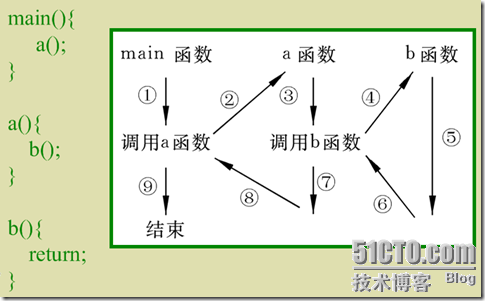 main(){
a();
}
a(){
b();
}
b(){
return;
}
main 函数
a 函数
b 函数
①
②
③
④
⑤
调用a函数
调用b函数
⑨
⑧
⑦
⑥
结束
51CTO.com
技术博客 Blog